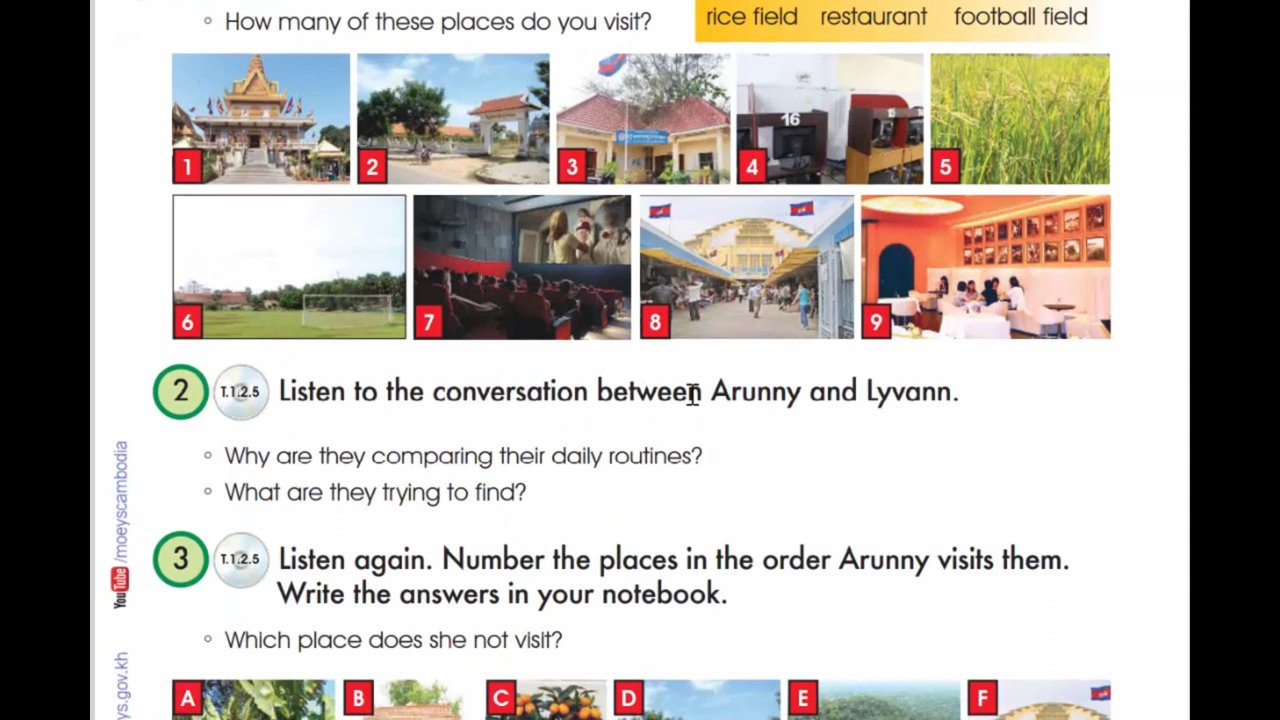 How many of these places do you visit?
rice field restaurant football field
1
2
3
4
16
5
6
7
8
9
2
T.1.2.5
Listen to the conversation between Arunny and Lyvann.
Why are they comparing their daily routines?
What are they trying to find?
3
T.1.2.5
Listen again. Number the places in the order Arunny visits them.
Write the answers in your notebook.
Which place does she not visit?
A
B
C
D
E
F
YouTube /moeyscambodia
ys.gov.kh